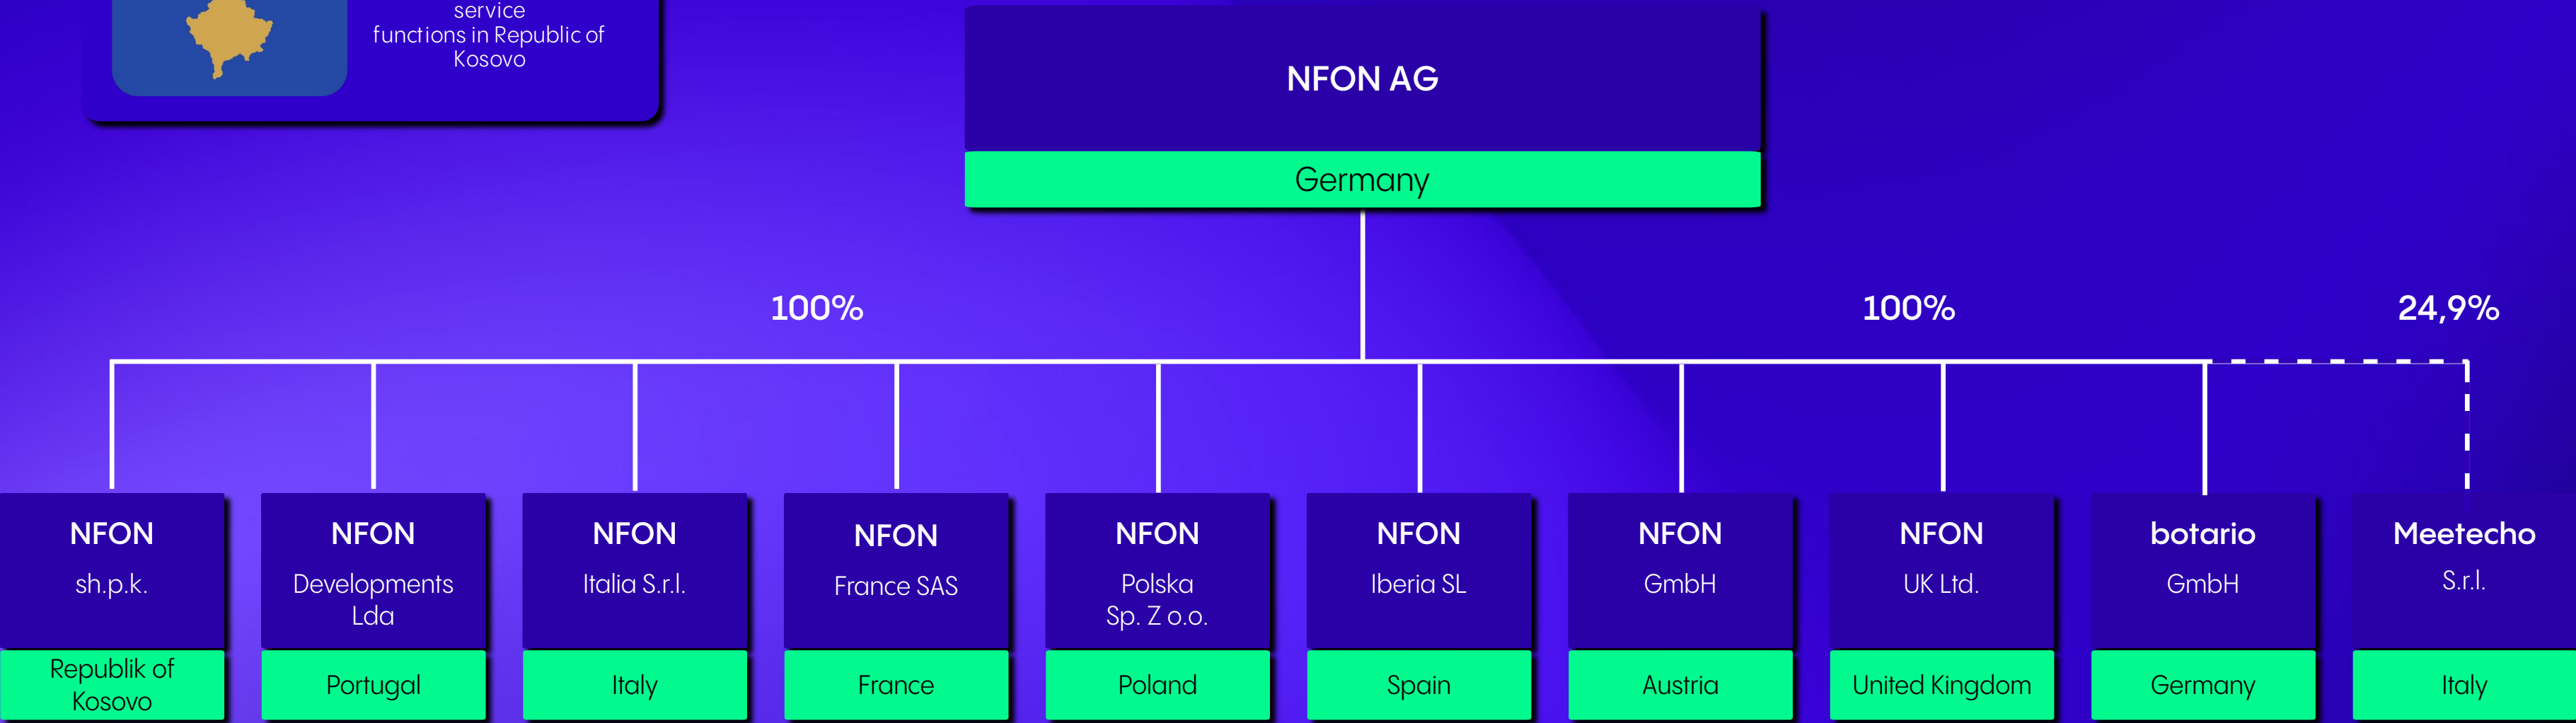 service
functions in Republic of
Kosovo
NFON AG
Germany
100%
100%
24,9%
NFON
sh.p.k.
Republik of
Kosovo
NFON
Developments
Lda
Portugal
NFON
Italia S.r.l.
Italy
NFON
France SAS
France
NFON
Polska
Sp. Z o.o.
Poland
NFON
Iberia SL
Spain
NFON
GmbH
Austria
NFON
UK Ltd.
United Kingdom
botario
GmbH
Germany
Meetecho
S.r.l.
Italy